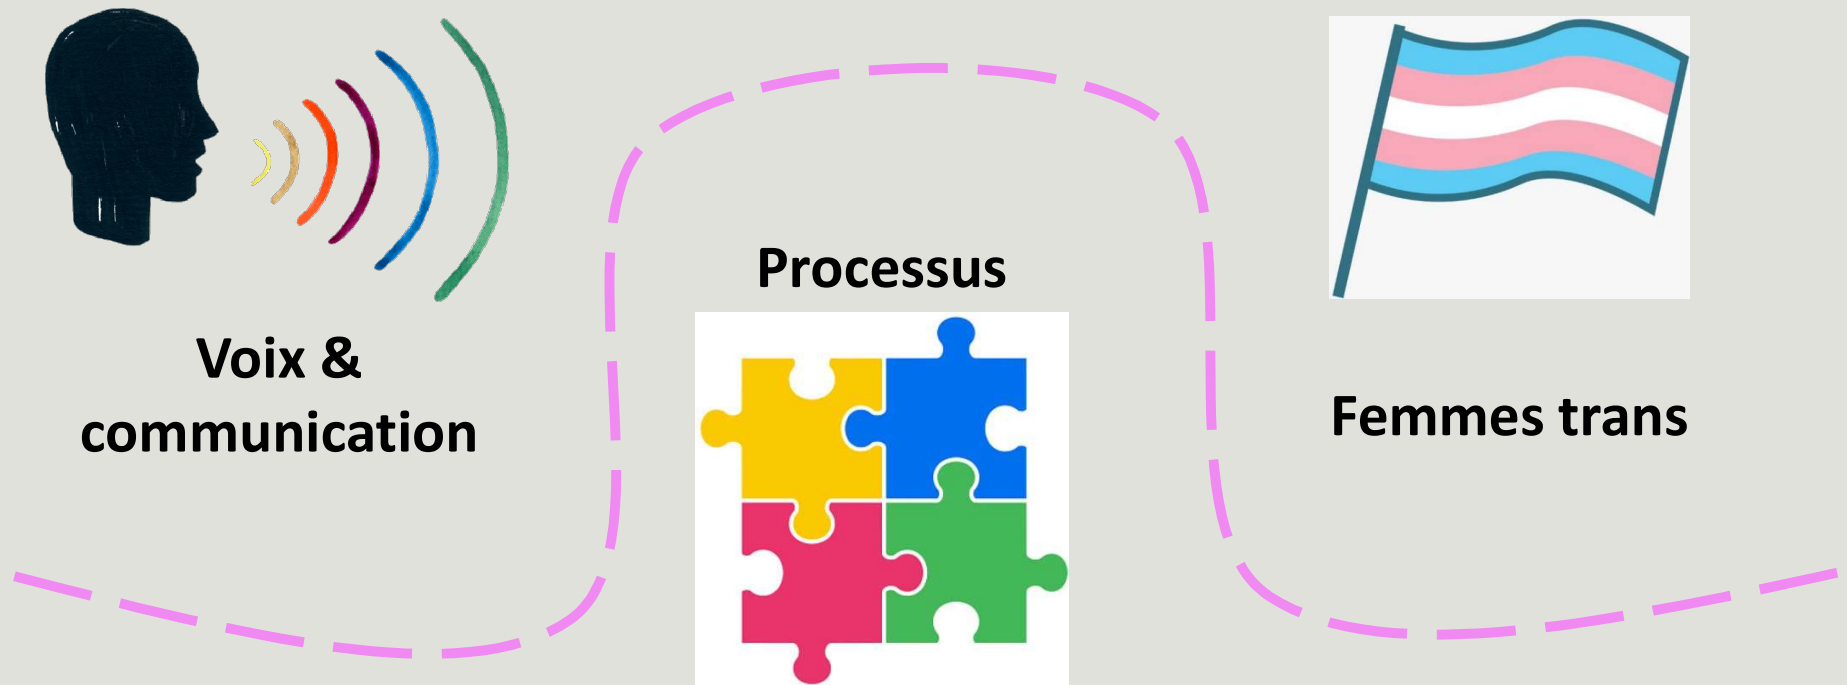 Voix &
communication
Processus
Femmes trans